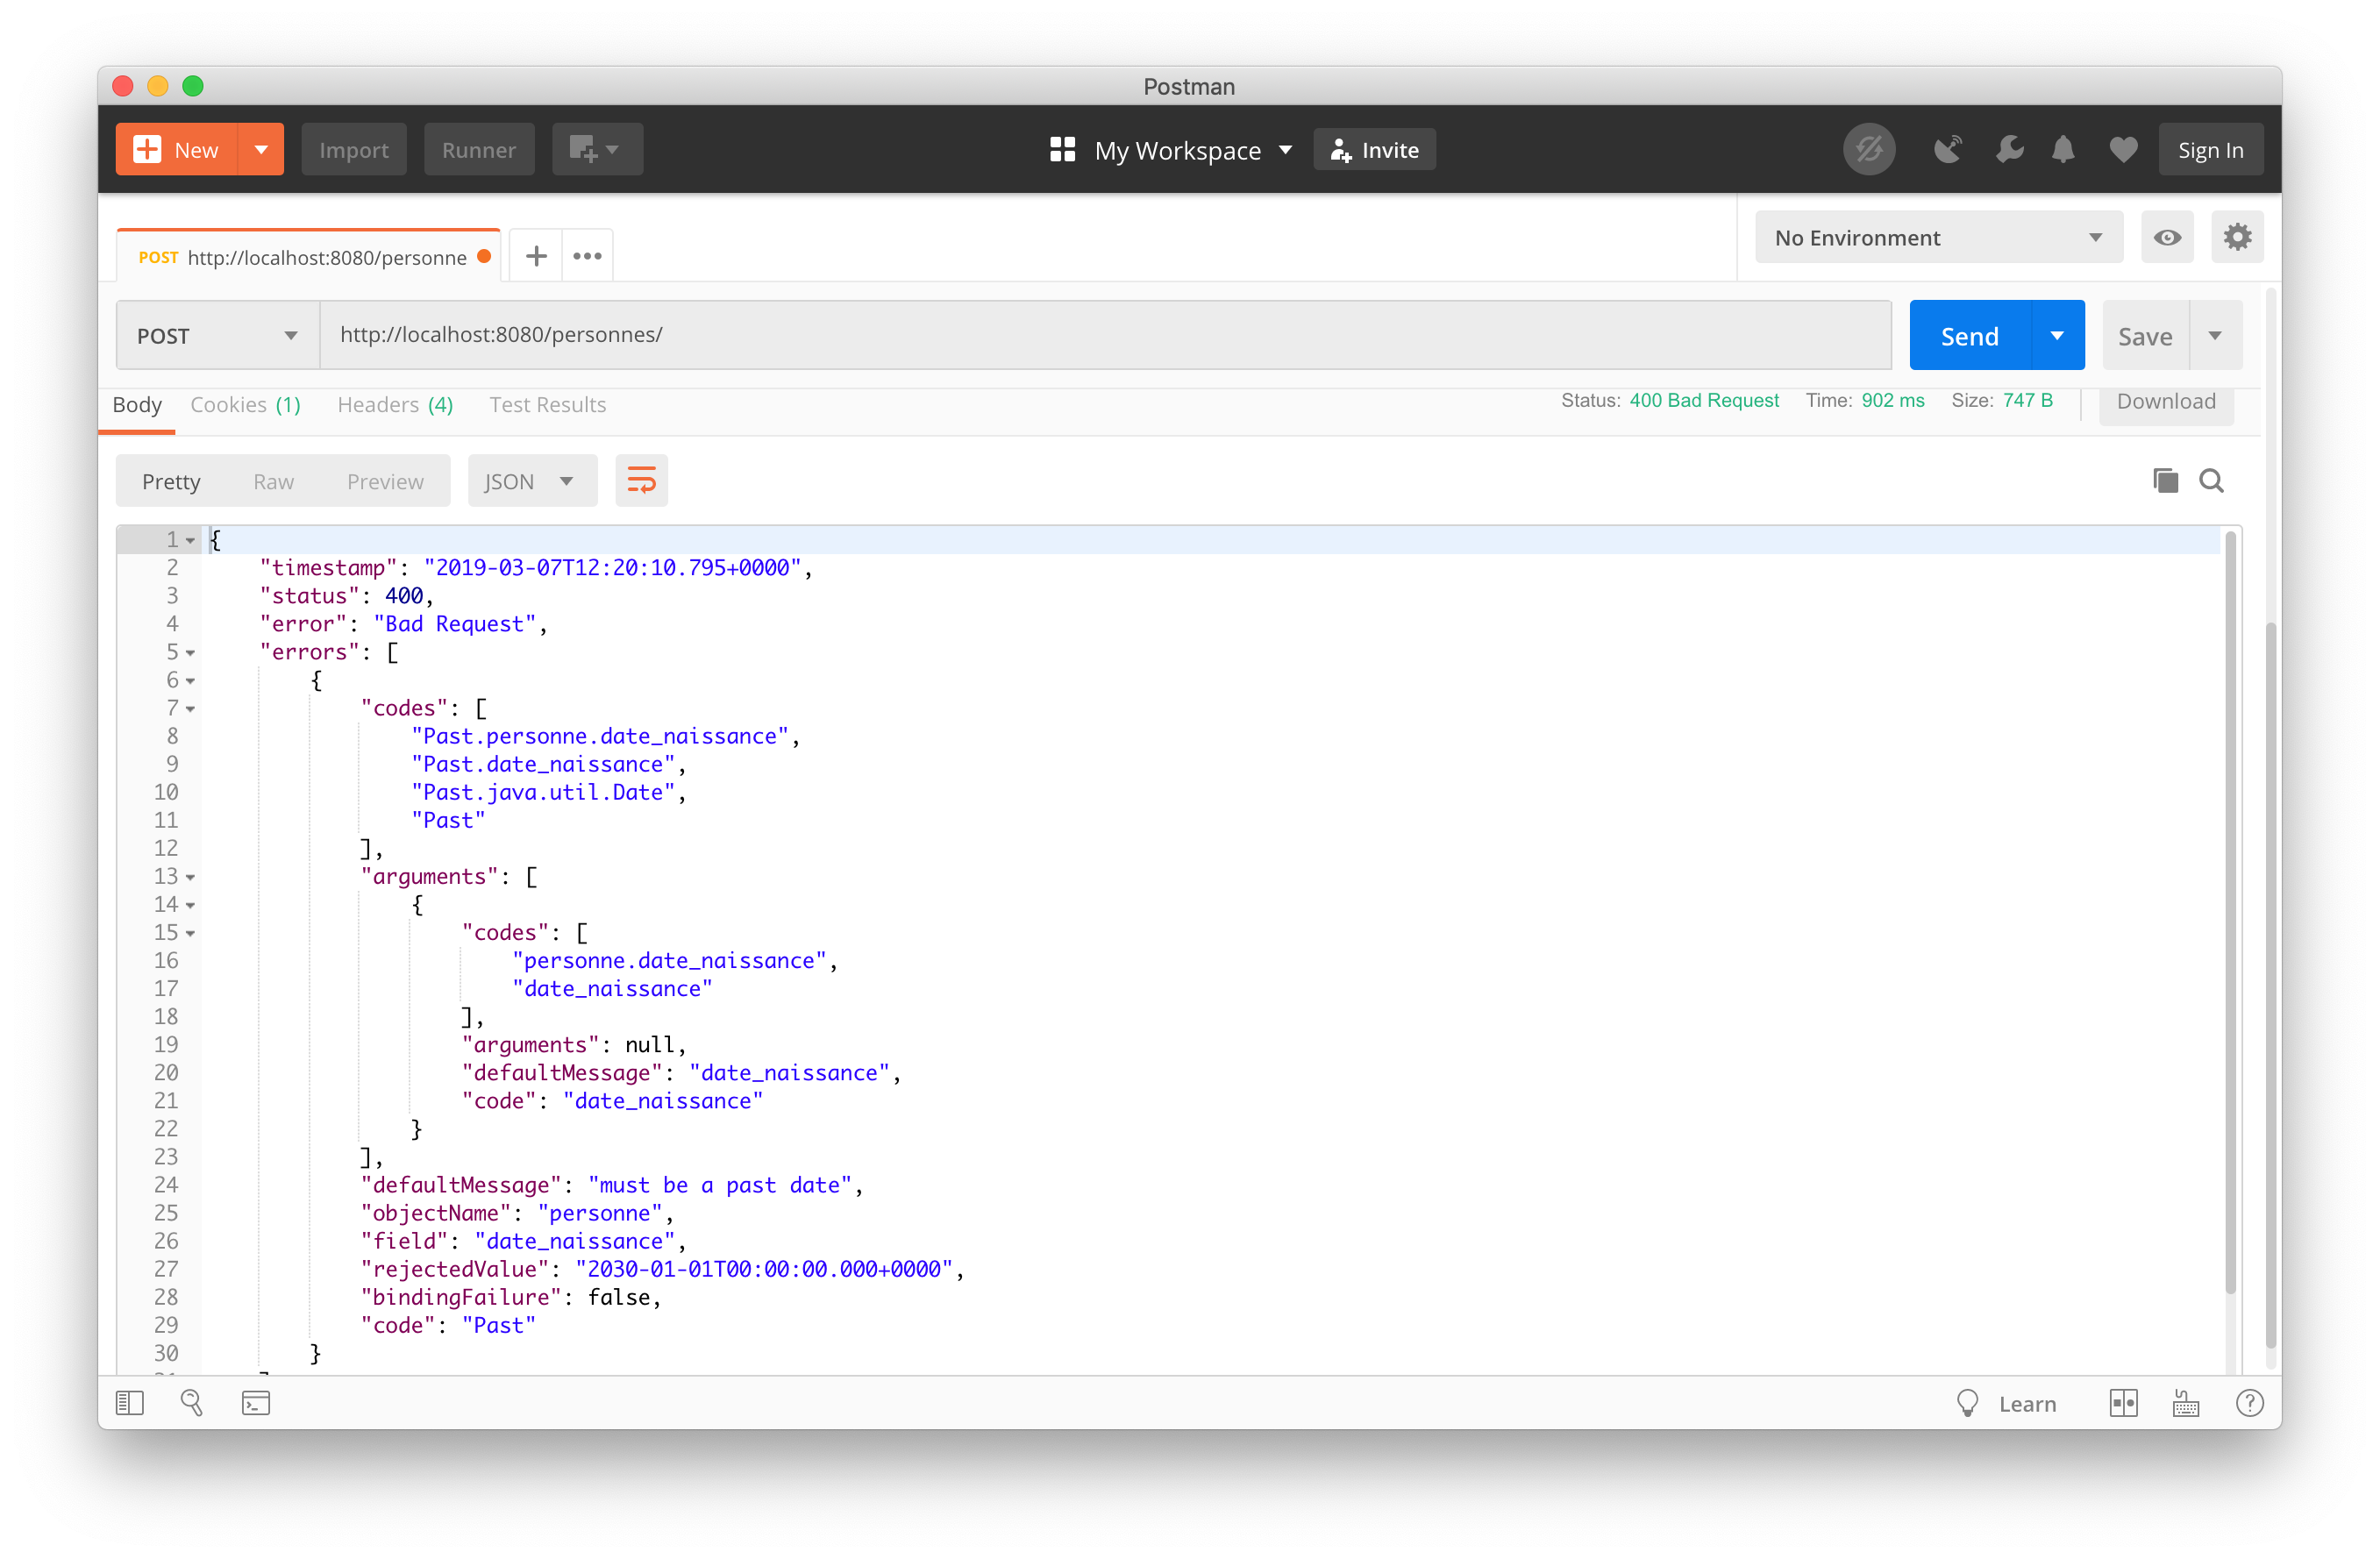 Postman
New Import Runner My Workspace Invite Sign In
POST http://localhost:8080/personne No Environment
POST http://localhost:8080/personnes/ Send Save
Body Cookies (1) Headers (4) Test Results Status: 400 Bad Request Time: 902 ms Size: 747 B Download
Pretty Raw Preview JSON
1 {
2 "timestamp": "2019-03-07T12:20:10.795+0000",
3 "status": 400,
4 "error": "Bad Request",
5 "errors": [
6 {
7 "codes": [
8 "Past.personne.date_naissance",
9 "Past.date_naissance",
10 "Past.java.util.Date",
11 "Past"
12 ],
13 "arguments": [
14 {
15 "codes": [
16 "personne.date_naissance",
17 "date_naissance"
18 ],
19 "arguments": null,
20 "defaultMessage": "date_naissance",
21 "code": "date_naissance"
22 }
23 ],
24 "defaultMessage": "must be a past date",
25 "objectName": "personne",
26 "field": "date_naissance",
27 "rejectedValue": "2030-01-01T00:00:00.000+0000",
28 "bindingFailure": false,
29 "code": "Past"
30 }
Learn